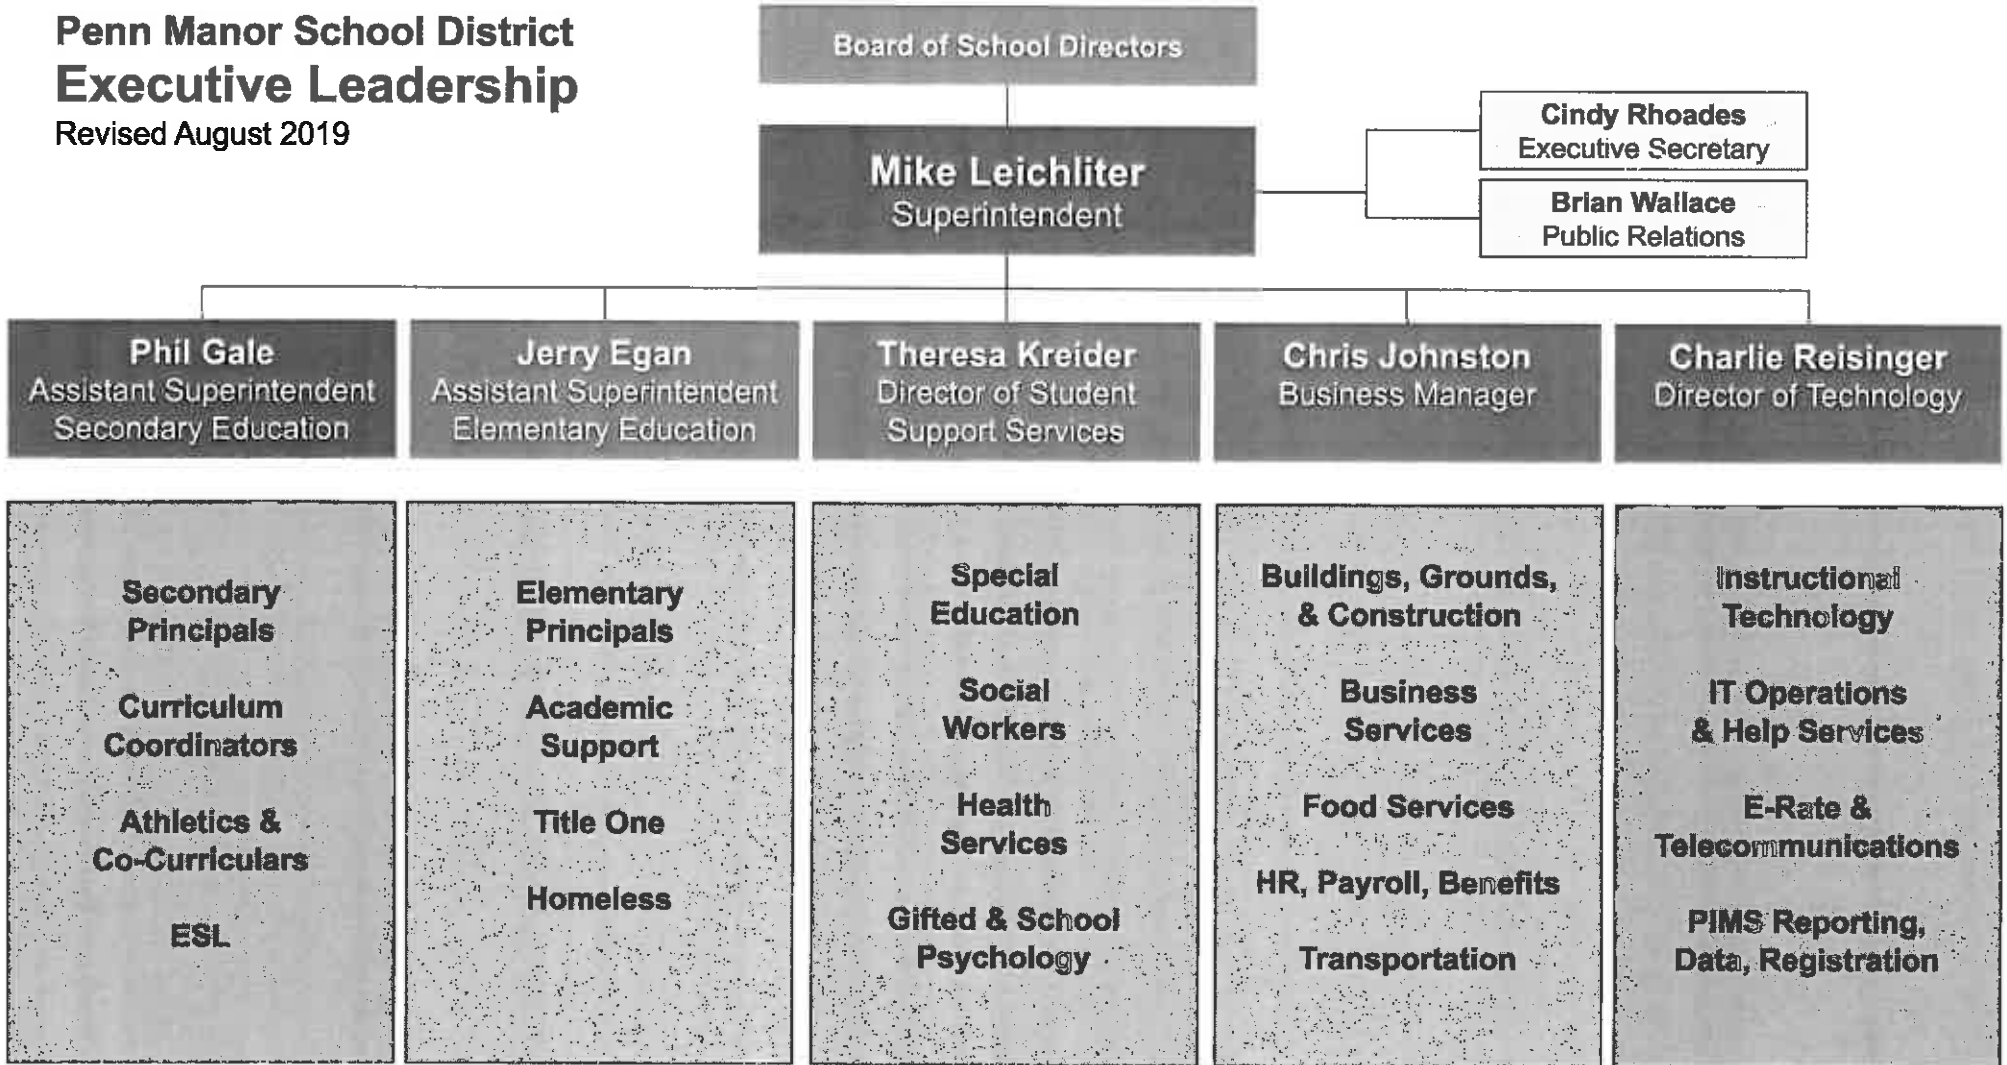 Penn Manor School District
Executive Leadership
Revised August 2019
Board of School Directors
Mike Leichliter
Superintendent
Cindy Rhoades
Executive Secretary
Brian Wallace
Public Relations
Phil Gale
Assistant Superintendent
Secondary Education
Jerry Egan
Assistant Superintendent
Elementary Education
Theresa Kreider
Director of Student
Support Services
Chris Johnston
Business Manager
Charlie Reisinger
Director of Technology
Secondary
Principals
Curriculum
Coordinators
Athletics &
Co-Curriculars
ESL
Elementary
Principals
Academic
Support
Title One
Homeless
Special
Education
Social
Workers
Health
Services
Gifted & School
Psychology
Buildings, Grounds,
& Construction
Business
Services
Food Services
HR, Payroll, Benefits
Transportation
Instructional
Technology
IT Operations
& Help Services
E-Rate &
Telecommunications
PIMS Reporting,
Data, Registration